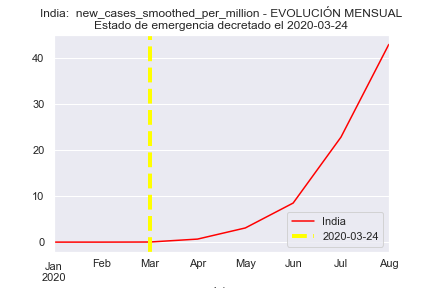 India:  new_cases_smoothed_per_million - EVOLUCIÓN MENSUAL
Estado de emergencia decretado el 2020-03-24
40
30
20
10
0
Jan
2020
Feb
Mar
Apr
May
Jun
Jul
Aug
India
2020-03-24